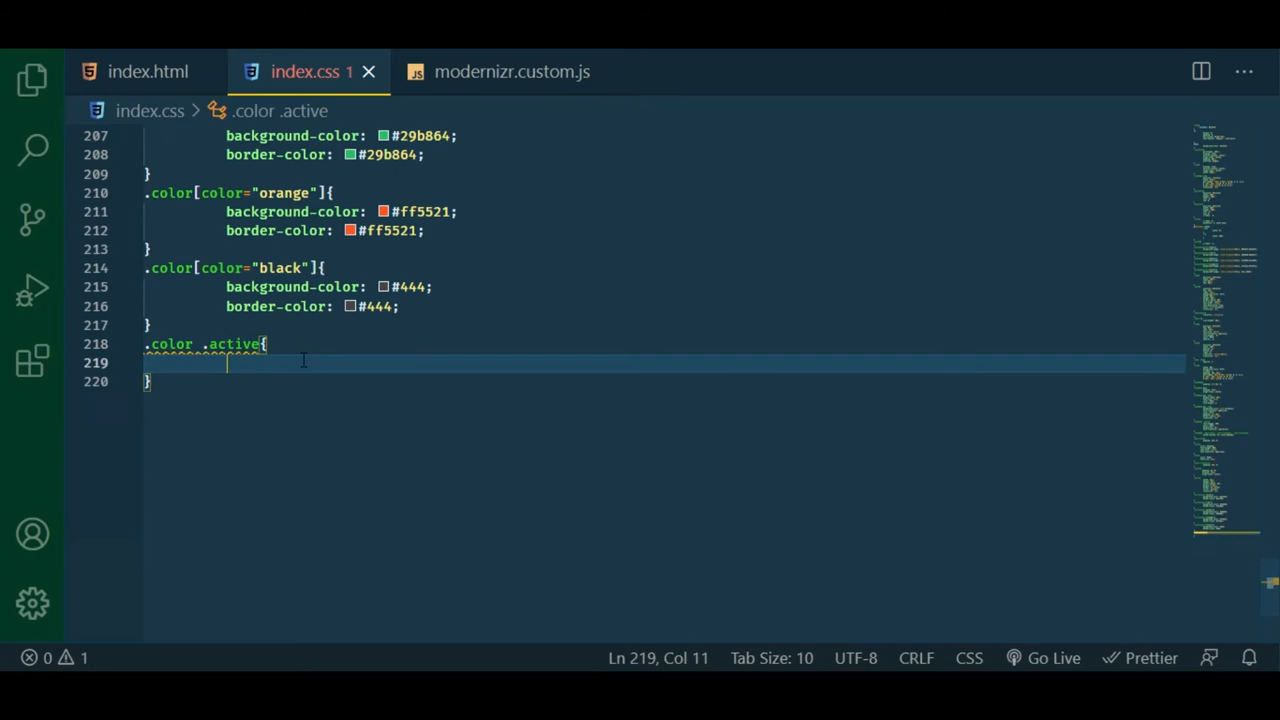 index.html index.css 1 JS modernizr.custom.js
index.css > .color .active
207 background-color: #29b864;
208 border-color: #29b864;
209 }
210 .color[color="orange"]{
211 background-color: #ff5521;
212 border-color: #ff5521;
213 }
214 .color[color="black"]{
215 background-color: #444;
216 border-color: #444;
217 }
218 .color .active{
219
220 }
0 1 Ln 219, Col 11 Tab Size: 10 UTF-8 CRLF CSS Go Live Prettier